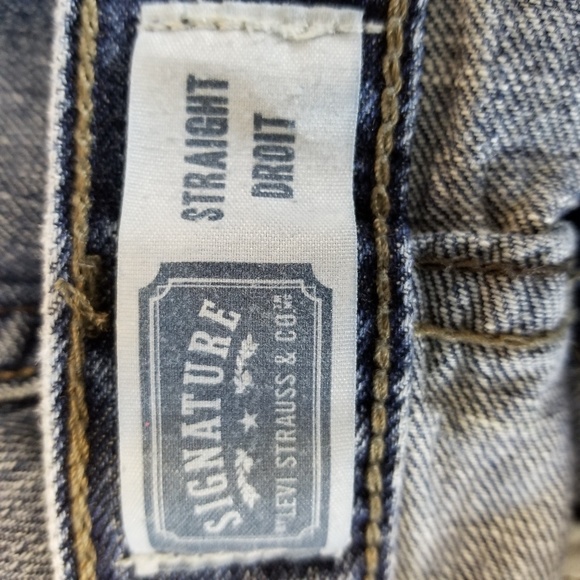 SIGNATURE
"LEVI STRAUSS & CO."
STRAIGHT
DROIT